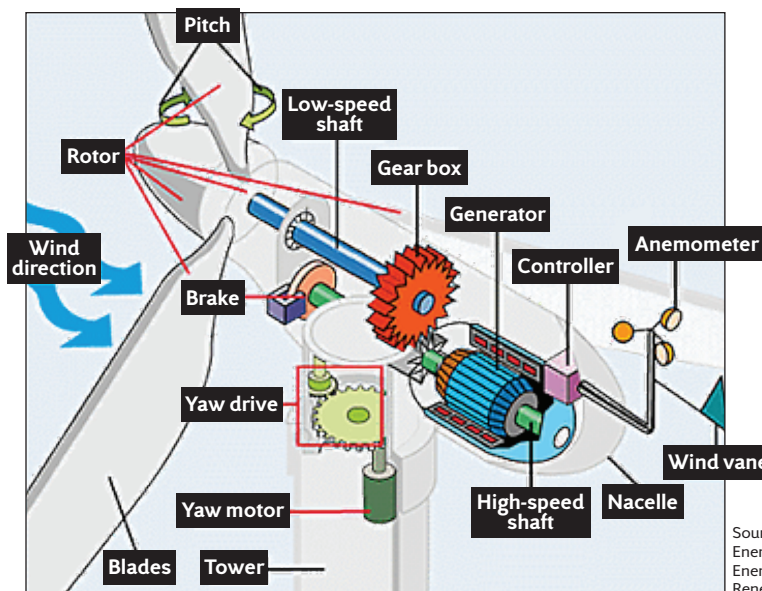 Pitch
Low-speed
shaft
Rotor
Gear box
Generator
Anemometer
Wind
direction
Controller
Brake
Yaw drive
Wind vane
Yaw motor
High-speed
shaft
Nacelle
Blades
Tower
Sour
Ener
Ener
Rene